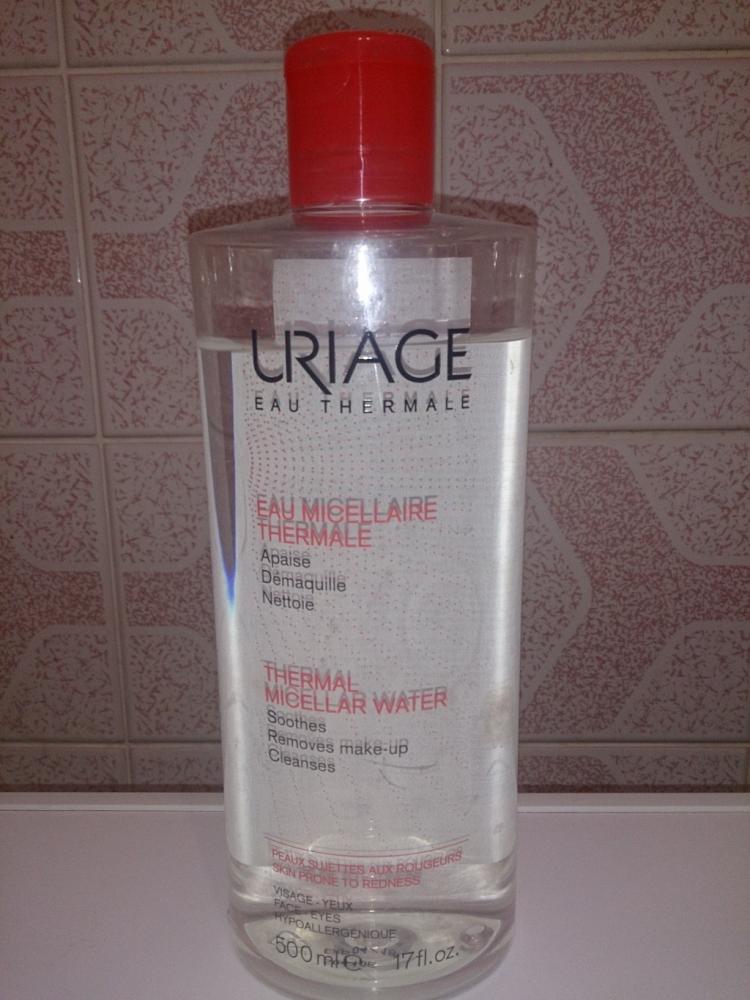 URIAGE
EAU THERMALE
EAU MICELLAIRE
THERMALE
Apaise
Démaquille
Nettoie
THERMAL
MICELLAR WATER
Soothes
Removes make-up
Cleanses
PEAUX SUJETTES AUX ROUGEURS
SKIN PRONE TO REDNESS
VISAGE - YEUX
FACE - EYES
HYPOALLERGÉNIQUE
500 ml e 17fl.oz.